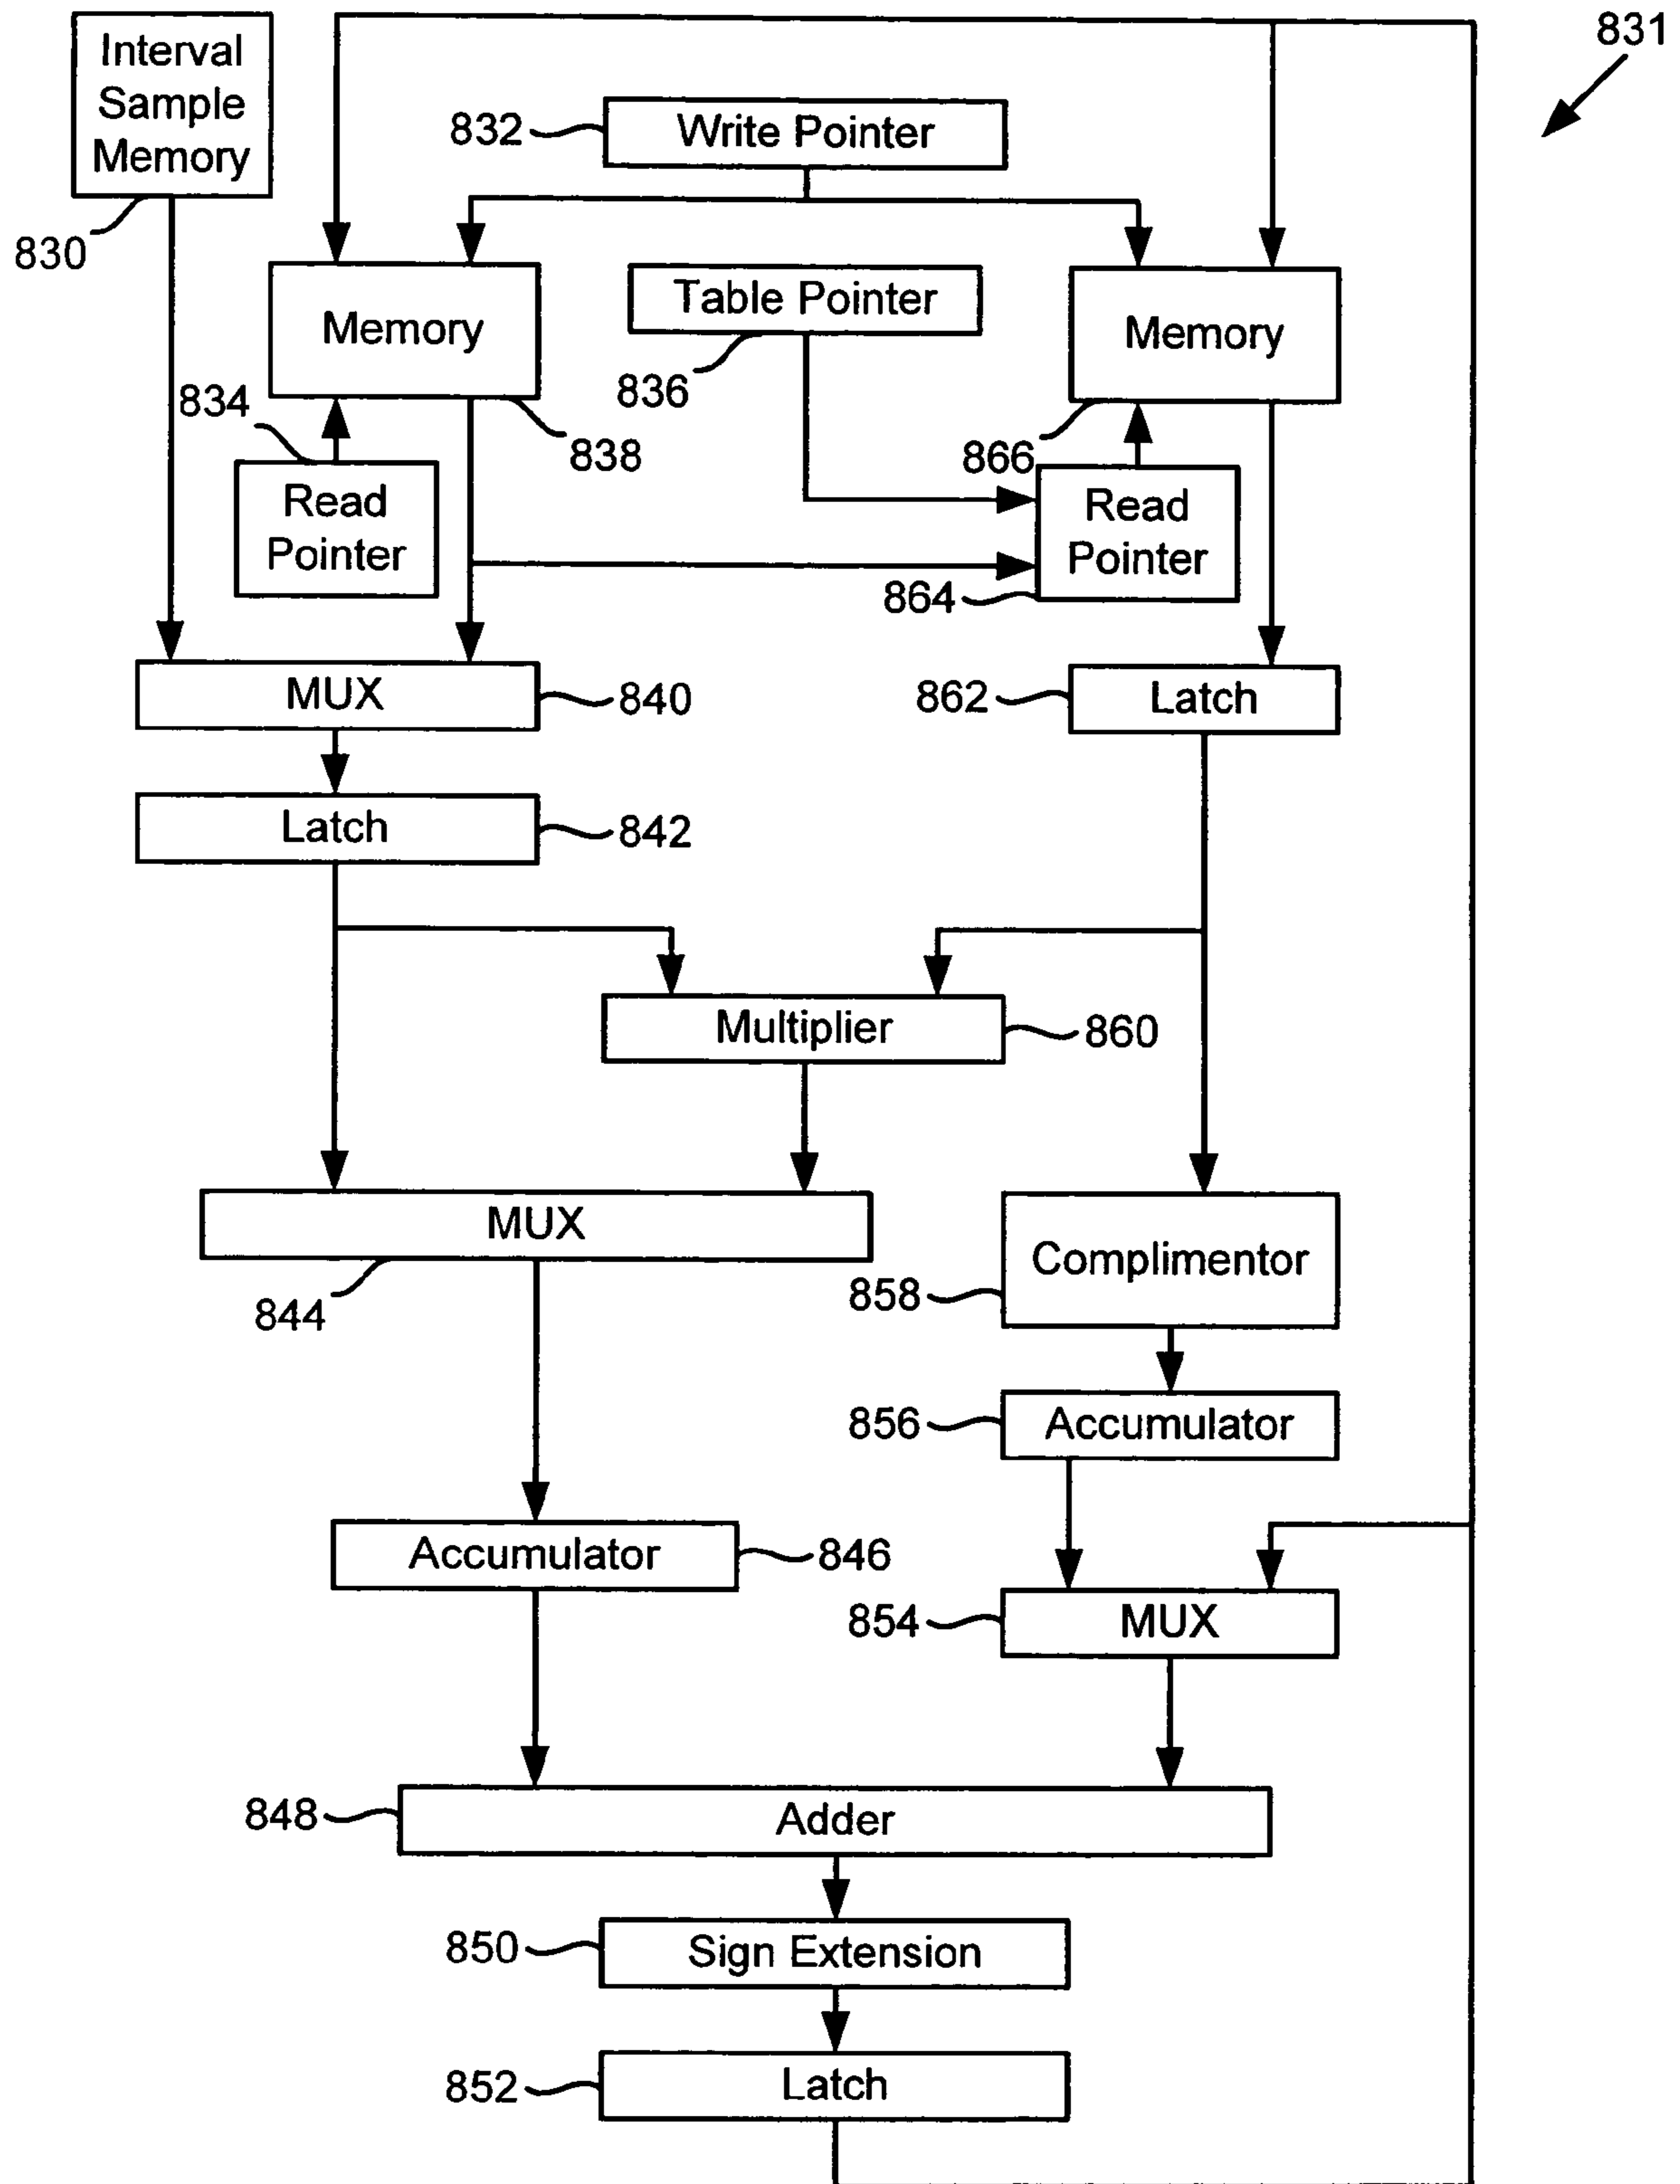 831
Interval
Sample
Memory
832
Write Pointer
830
Memory
Table Pointer
Memory
834
836
838
866
Read
Pointer
Read
Pointer
864
MUX
840
862
Latch
Latch
842
Multiplier
860
MUX
844
Complimentor
858
856
Accumulator
Accumulator
846
854
MUX
848
Adder
850
Sign Extension
852
Latch